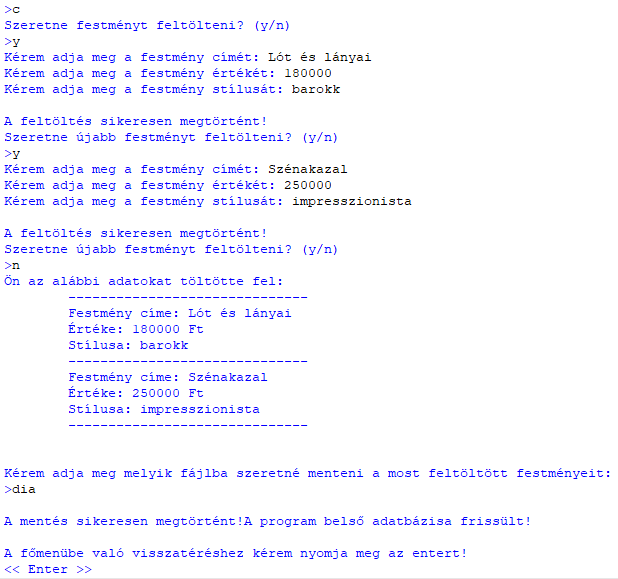 >c
Szeretne festményt feltölteni? (y/n)
>y
Kérem adja meg a festmény címét: Lót és lányai
Kérem adja meg a festmény értékét: 180000
Kérem adja meg a festmény stílusát: barokk
A feltöltés sikeresen megtörtént!
Szeretne újabb festményt feltölteni? (y/n)
>y
Kérem adja meg a festmény címét: Szénakazal
Kérem adja meg a festmény értékét: 250000
Kérem adja meg a festmény stílusát: impresszionista
A feltöltés sikeresen megtörtént!
Szeretne újabb festményt feltölteni? (y/n)
>n
Ön az alábbi adatokat töltötte fel:
------------------------------
Festmény címe: Lót és lányai
Értéke: 180000 Ft
Stílusa: barokk
------------------------------
Festmény címe: Szénakazal
Értéke: 250000 Ft
Stílusa: impresszionista
------------------------------
Kérem adja meg melyik fájlba szeretné menteni a most feltöltött festményeit:
>dia
A mentés sikeresen megtörtént!A program belső adatbázisa frissült!
A főmenübe való visszatéréshez kérem nyomja meg az entert!
<< Enter >>